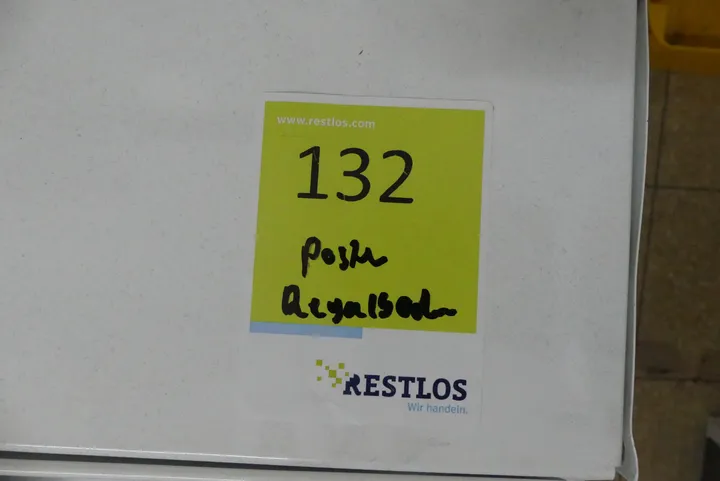 www.restlos.com
132
Posten
Regalboden
RESTLOS
Wir handeln.